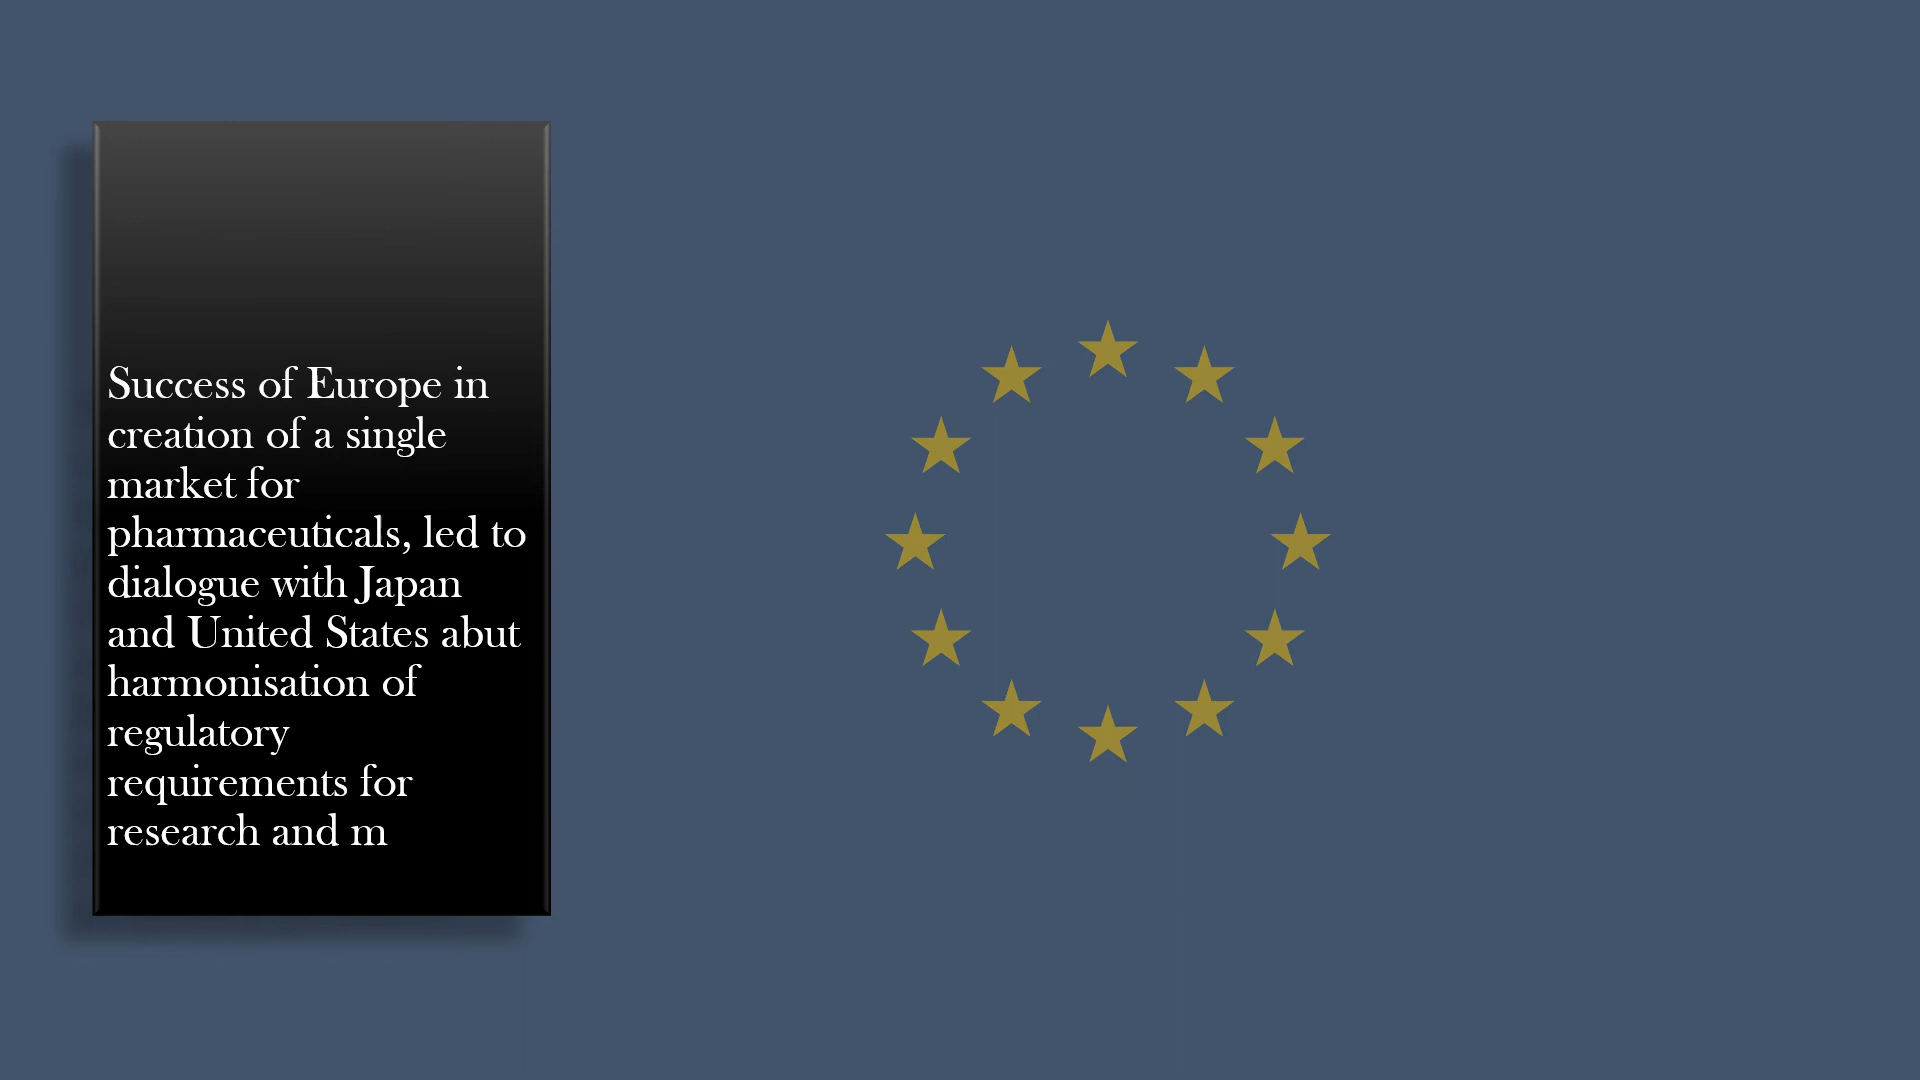 Success of Europe in
creation of a single
market for
pharmaceuticals, led to
dialogue with Japan
and United States abut
harmonisation of
regulatory
requirements for
research and m